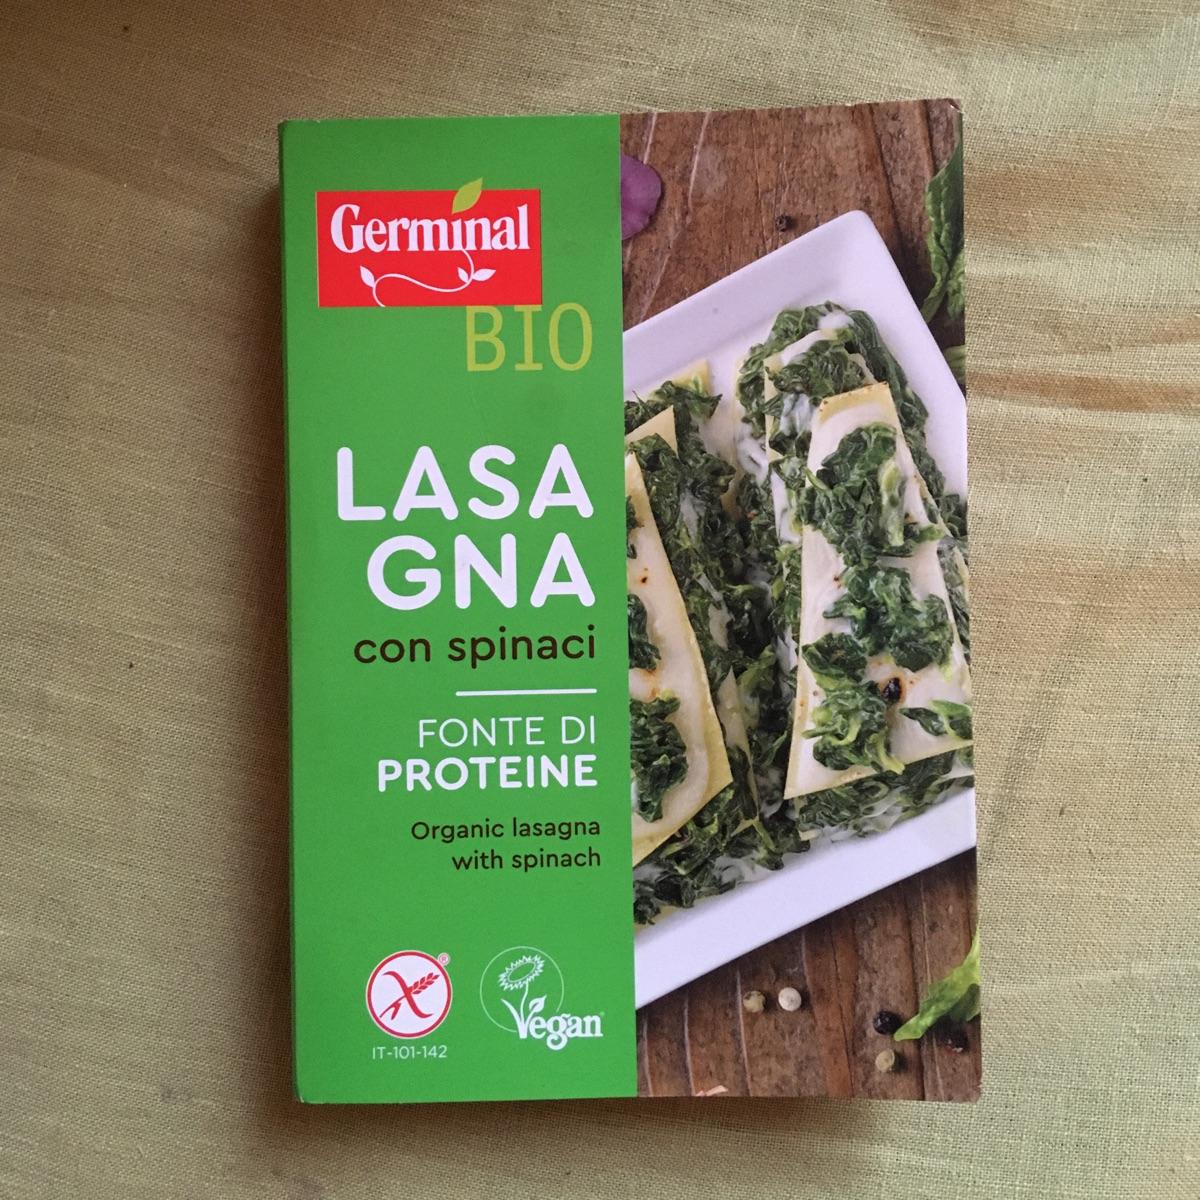 Germinal
BIO
LASA
GNA
con spinaci
FONTE DI
PROTEINE
Organic lasagna
with spinach
®
IT-101-142
Vegan